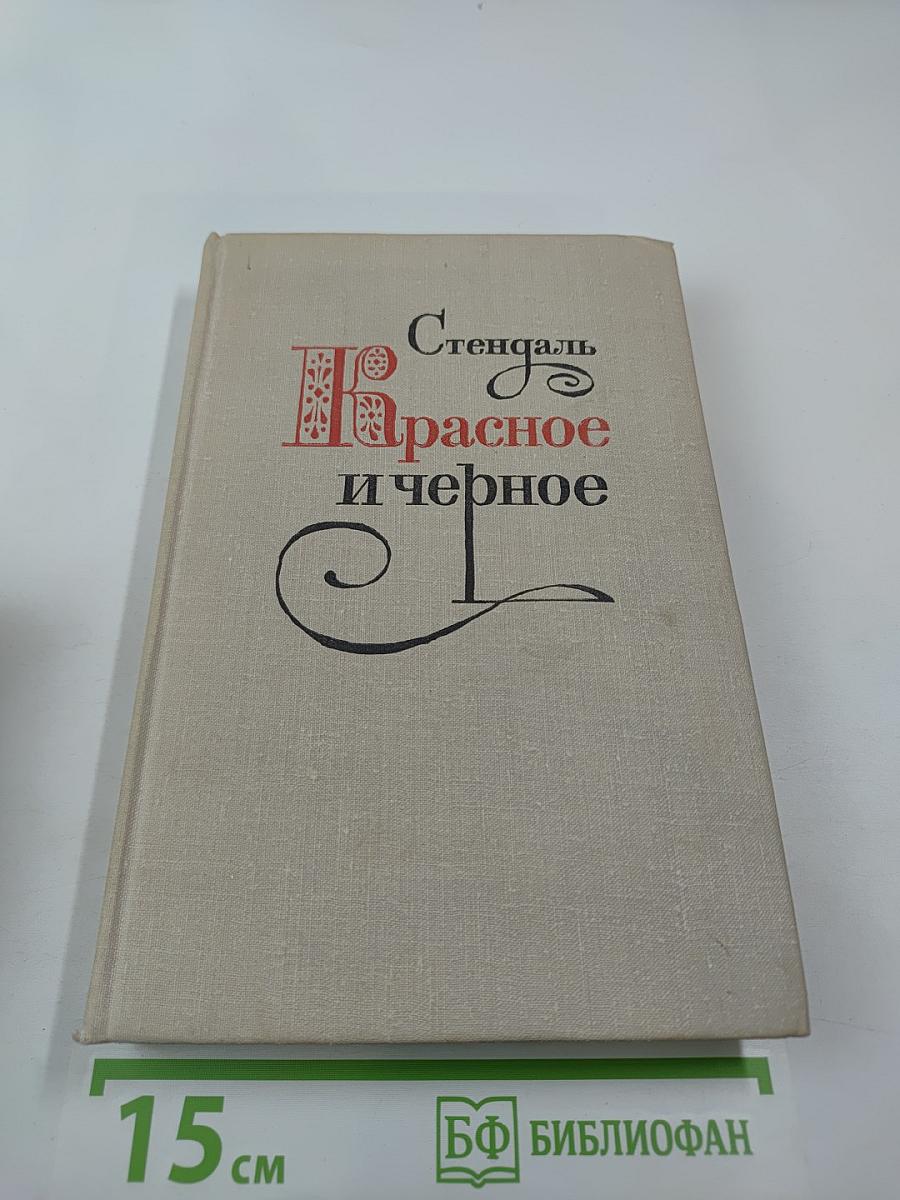 Стендаль
Красное
и черное
15 см
БФ БИБЛИОФАН